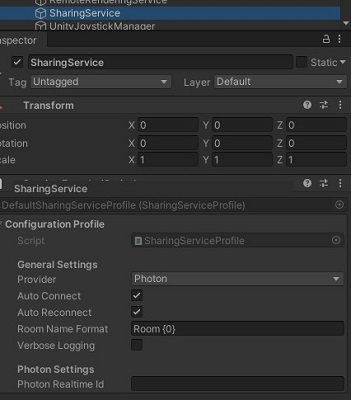 RemoteRenderingService
SharingService
UnityJoystickManager
Inspector
SharingService Static
Tag Untagged Layer Default
Transform
osition X 0 Y 0 Z 0
otation X 0 Y 0 Z 0
cale X 1 Y 1 Z 1
SharingService
DefaultSharingServiceProfile (SharingServiceProfile)
Configuration Profile
Script SharingServiceProfile
General Settings
Provider Photon
Auto Connect
Auto Reconnect
Room Name Format Room {0}
Verbose Logging
Photon Settings
Photon Realtime Id